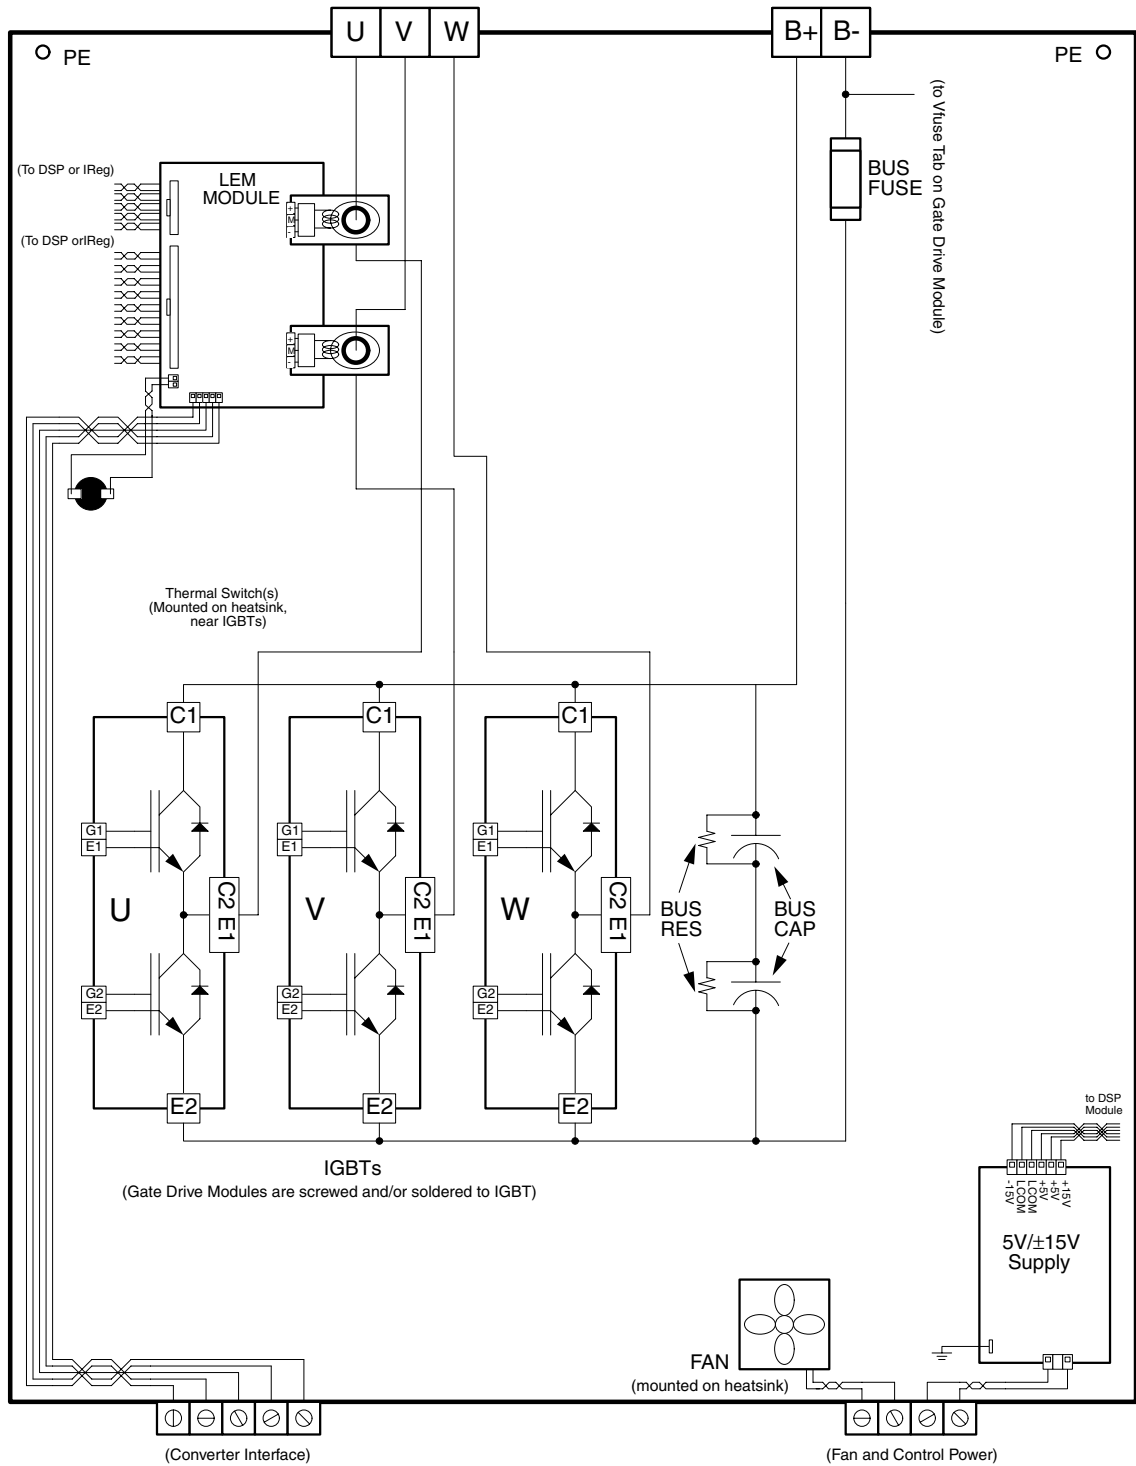 U V W
B+ B-
PE
PE
(to Vfuse Tab on Gate Drive Module)
BUS
FUSE
(To DSP or IReg)
LEM
MODULE
+
M
-
(To DSP orIReg)
+
M
-
Thermal Switch(s)
(Mounted on heatsink,
near IGBTs)
C1
C1
C1
G1
E1
G1
E1
G1
E1
U
C2 E1
V
C2 E1
W
C2 E1
BUS
RES
BUS
CAP
G2
E2
G2
E2
G2
E2
E2
E2
E2
IGBTs
(Gate Drive Modules are screwed and/or soldered to IGBT)
to DSP
Module
-15V
LCOM
LCOM
+5V
+5V
+15V
5V/±15V
Supply
FAN
(mounted on heatsink)
(Converter Interface)
(Fan and Control Power)